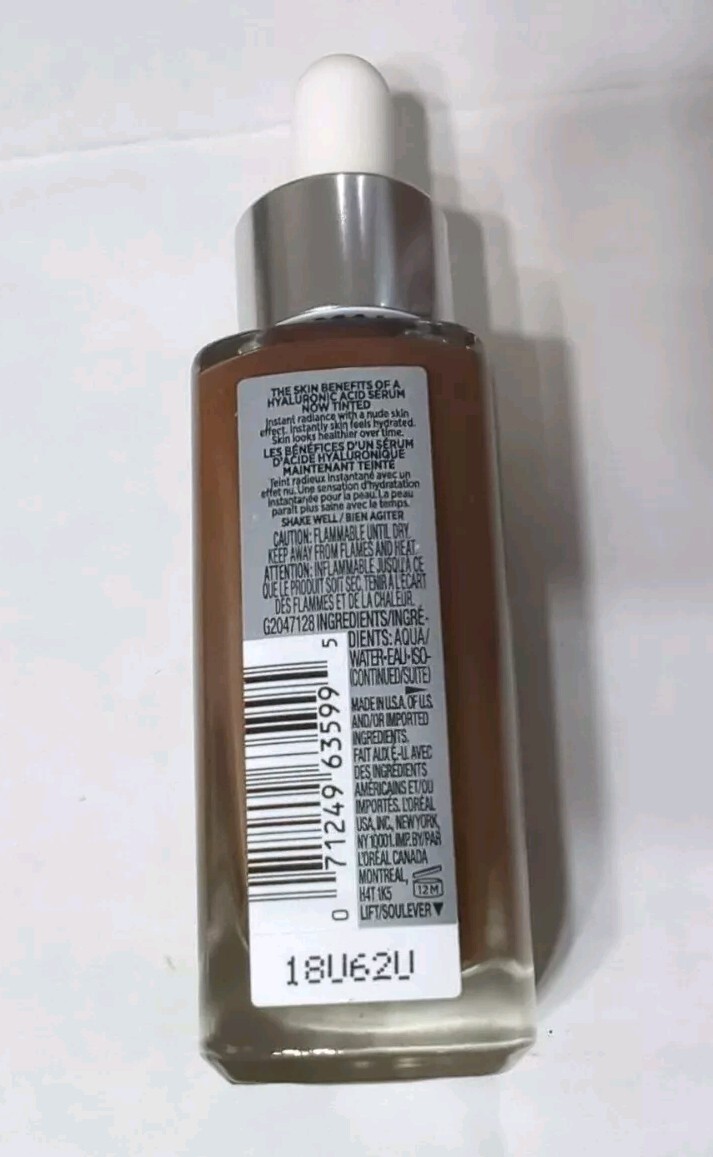 THE SKIN BENEFITS OF A
HYALURONIC ACID SERUM
NOW TINTED
Instant radiance with a nude skin
effect. Instantly skin feels hydrated.
Skin looks healthier over time.
LES BÉNÉFICES D'UN SÉRUM
D'ACIDE HYALURONIQUE
MAINTENANT TEINTÉ
Teint radieux instantané avec un
effet nu. Une sensation d'hydratation
instantanée pour la peau. La peau
paraît plus saine avec le temps.
SHAKE WELL / BIEN AGITER
CAUTION: FLAMMABLE UNTIL DRY.
KEEP AWAY FROM FLAMES AND HEAT.
ATTENTION: INFLAMMABLE JUSQU'À CE
QUE LE PRODUIT SOIT SEC. TENIR À L'ÉCART
DES FLAMMES ET DE LA CHALEUR.
G2047128 INGREDIENTS/INGRÉ-
DIENTS: AQUA/
WATER-EAU•ISO-
(CONTINUED/SUITE)
MADE IN U.S.A. OF U.S.
AND/OR IMPORTED
INGREDIENTS.
FAIT AUX É.-U. AVEC
DES INGRÉDIENTS
AMÉRICAINS ET/OU
IMPORTÉS. L'ORÉAL
USA, INC., NEW YORK,
NY 10001. IMP. BY/PAR
L'ORÉAL CANADA
MONTREAL,
H4T 1K5
12M
LIFT/SOULEVER▼
0 71249 63599 5
18U62U